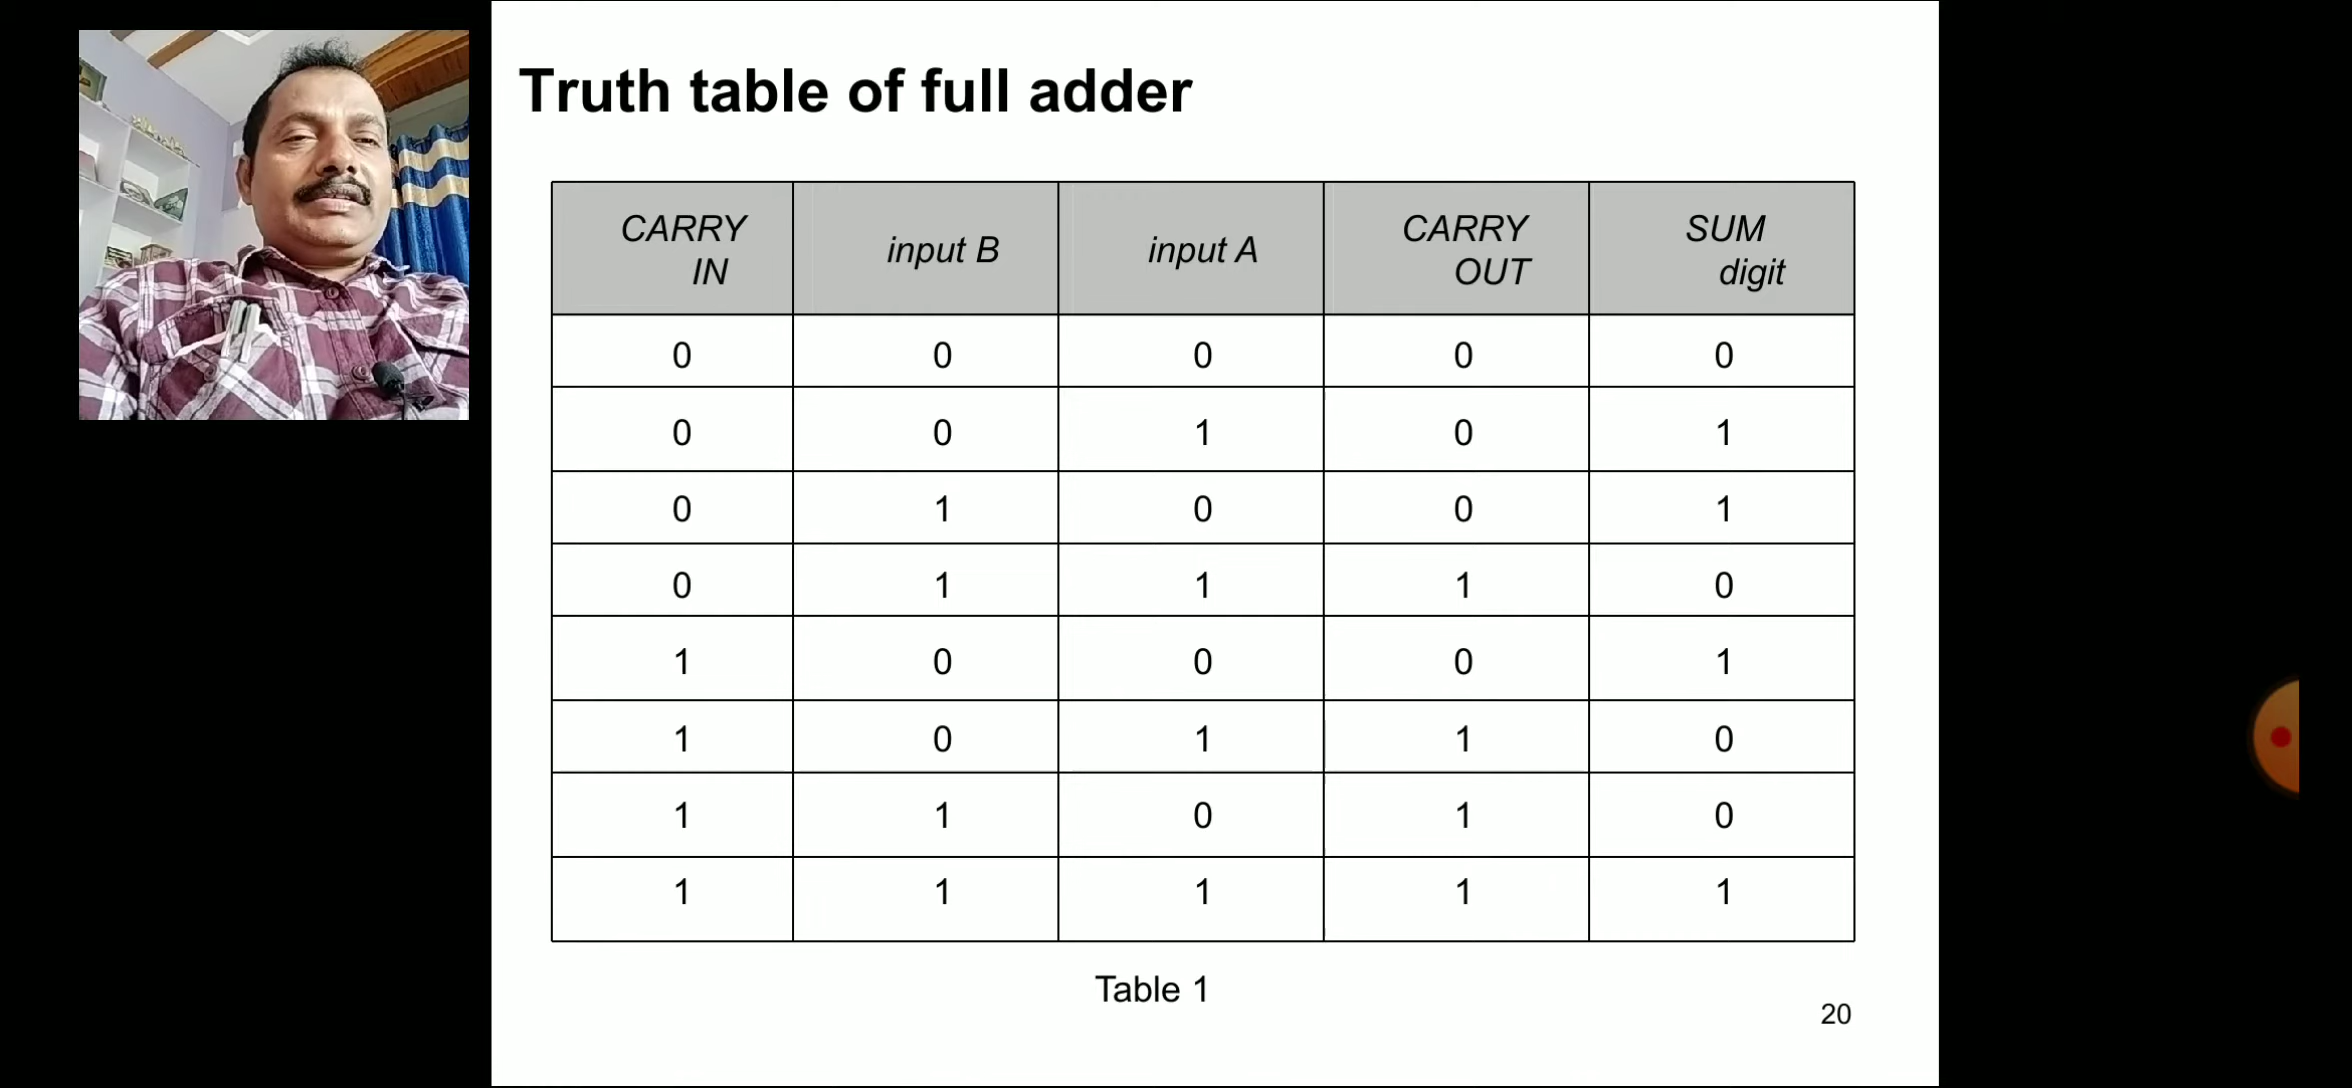 Truth table of full adder
CARRY IN input B input A CARRY OUT SUM digit
0 0 0 0 0
0 0 1 0 1
0 1 0 0 1
0 1 1 1 0
1 0 0 0 1
1 0 1 1 0
1 1 0 1 0
1 1 1 1 1
Table 1
20